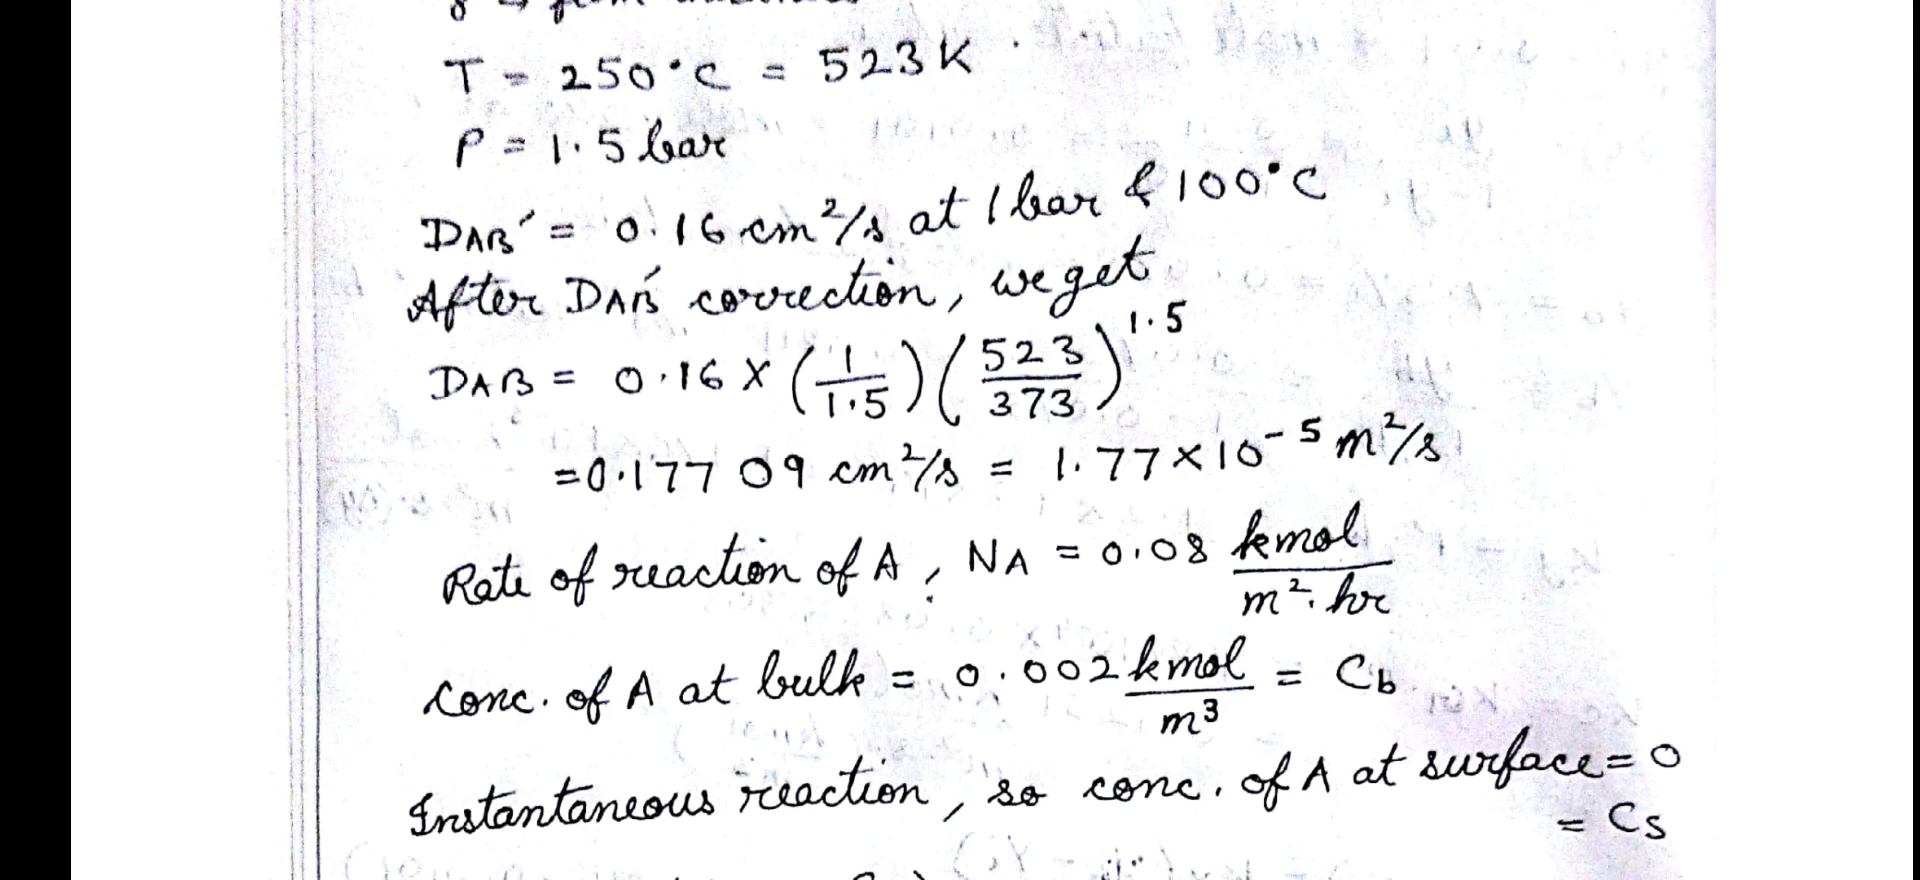 T = 250°C = 523K
P = 1.5 bar
DAB' = 0.16 cm²/s at 1 bar & 100°C
After DAB' correction, we get
DAB = 0.16 × (1/1.5) (523/373)^1.5
=0.17709 cm²/s = 1.77×10⁻⁵ m²/s
Rate of reaction of A, NA = 0.08 kmol/m².hr
Conc. of A at bulk = 0.002 kmol/m³ = Cb
Instantaneous reaction, so conc. of A at surface = 0
= Cs